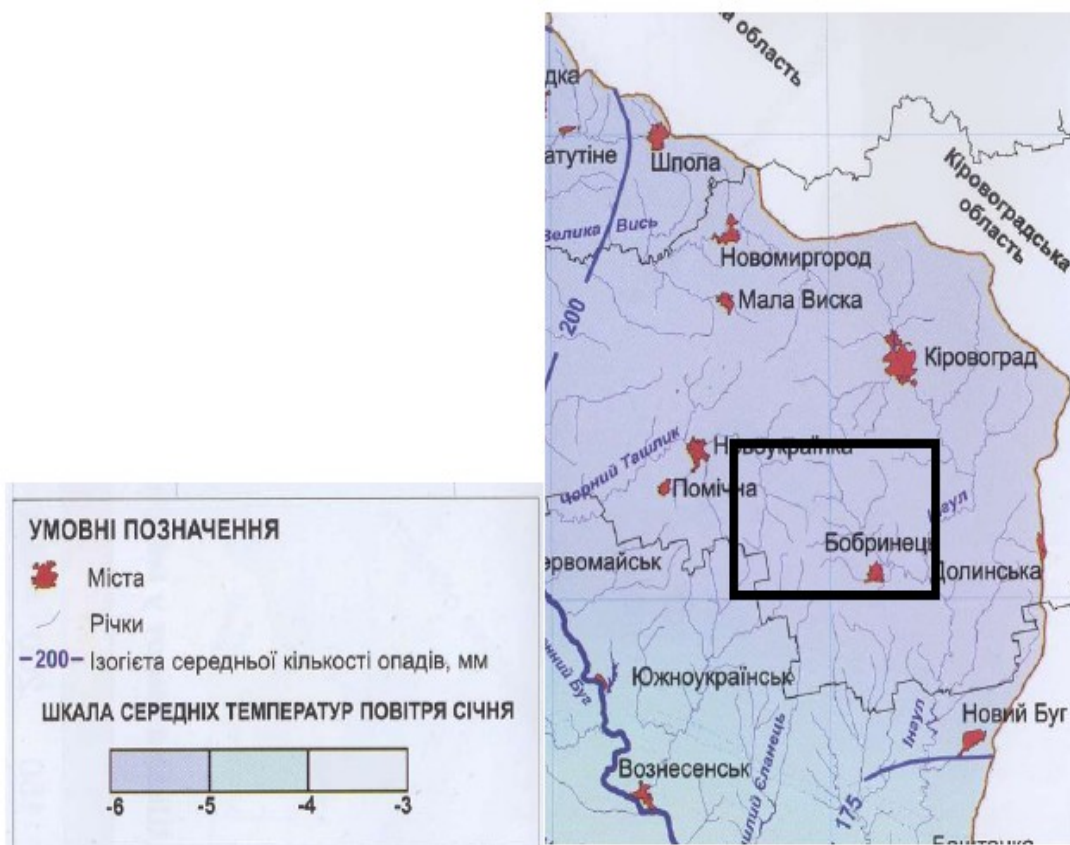 УМОВНІ ПОЗНАЧЕННЯ
Міста
Річки
200 Ізогієта середньої кількості опадів, мм
ШКАЛА СЕРЕДНІХ ТЕМПЕРАТУР ПОВІТРЯ СІЧНЯ
-6 -5 -4 -3
область
Кіровоградська
область
дка
атутіне
Шпола
Велика Вись
Новомиргород
Мала Виска
200
Кіровоград
Новоукраїнка
Чорний Ташлик
Помічна
Інгул
Бобринець
ервомайськ
Долинська
Южноукраїнськ
Буг
Інгул
Новий Буг
Вознесенськ
Єланець
175